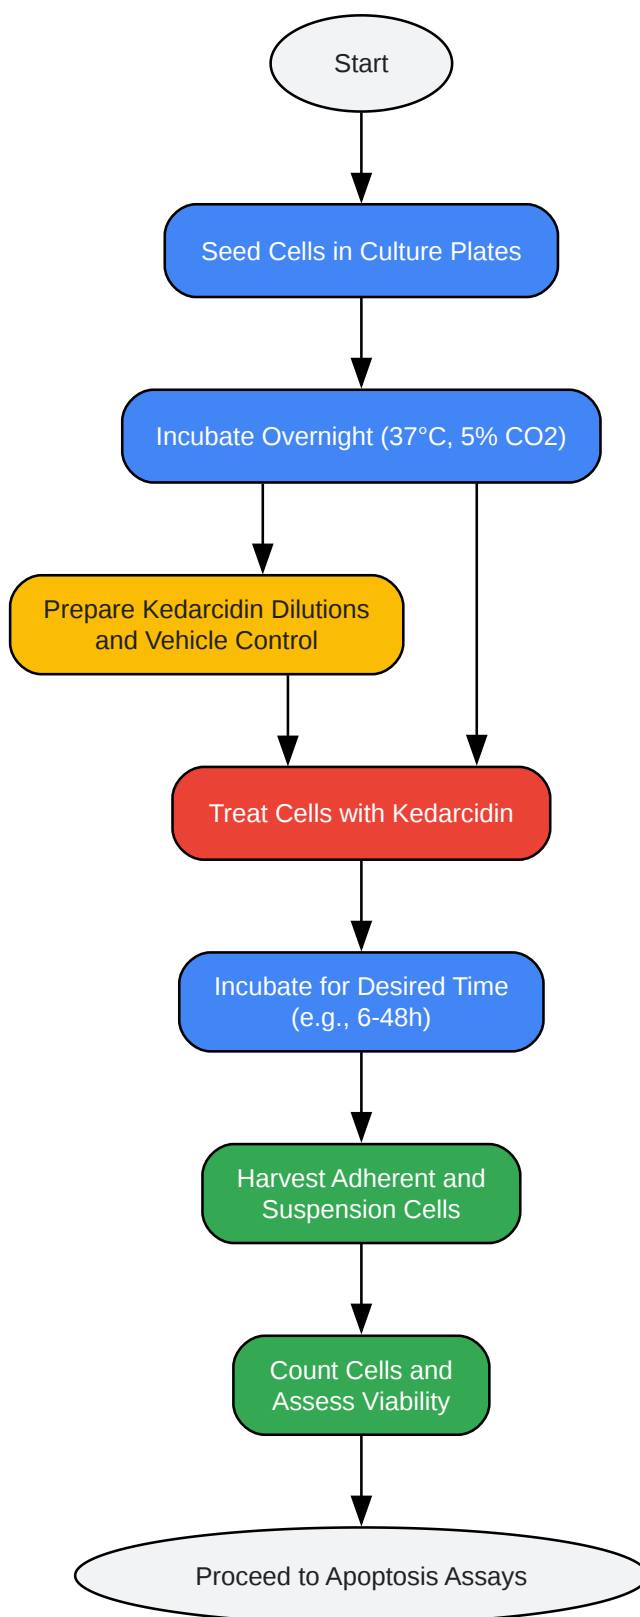 Start
Seed Cells in Culture Plates
Incubate Overnight (37°C, 5% CO2)
Prepare Kedarcidin Dilutions
and Vehicle Control
Treat Cells with Kedarcidin
Incubate for Desired Time
(e.g., 6-48h)
Harvest Adherent and
Suspension Cells
Count Cells and
Assess Viability
Proceed to Apoptosis Assays